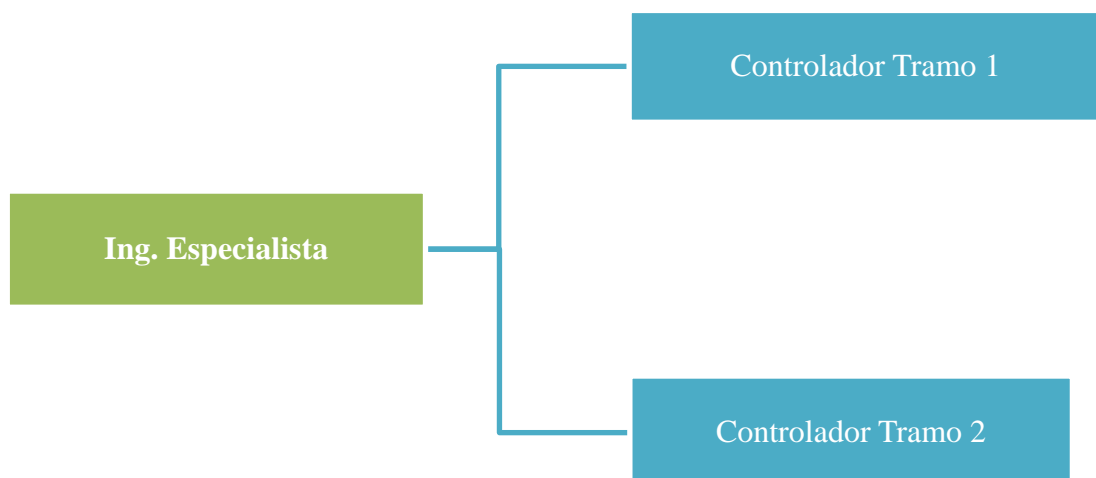 Controlador Tramo 1
Ing. Especialista
Controlador Tramo 2